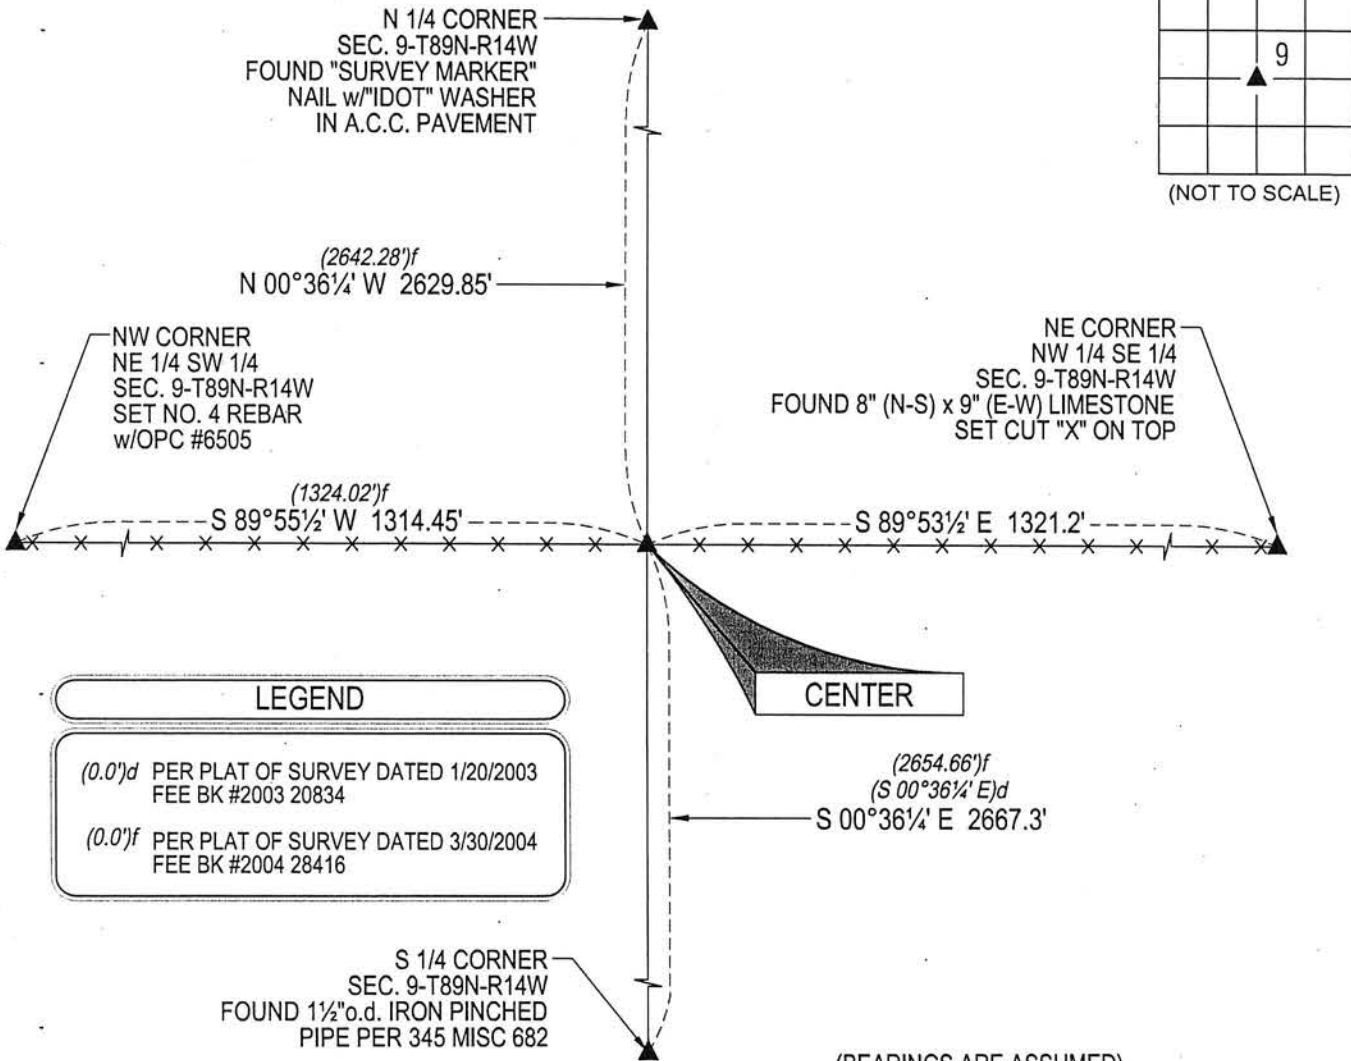 N 1/4 CORNER
SEC. 9-T89N-R14W
FOUND "SURVEY MARKER"
NAIL w/"IDOT" WASHER
IN A.C.C. PAVEMENT
9
(NOT TO SCALE)
(2642.28')f
N 00°36¼' W 2629.85'
NW CORNER
NE 1/4 SW 1/4
SEC. 9-T89N-R14W
SET NO. 4 REBAR
w/OPC #6505
NE CORNER
NW 1/4 SE 1/4
SEC. 9-T89N-R14W
FOUND 8" (N-S) x 9" (E-W) LIMESTONE
SET CUT "X" ON TOP
(1324.02')f
S 89°55½' W 1314.45'
S 89°53½' E 1321.2'
CENTER
LEGEND
(0.0')d PER PLAT OF SURVEY DATED 1/20/2003
FEE BK #2003 20834
(0.0')f PER PLAT OF SURVEY DATED 3/30/2004
FEE BK #2004 28416
(2654.66')f
(S 00°36¼' E)d
S 00°36¼' E 2667.3'
S 1/4 CORNER
SEC. 9-T89N-R14W
FOUND 1½"o.d. IRON PINCHED
PIPE PER 345 MISC 682
(BEARINGS ARE ASSUMED)